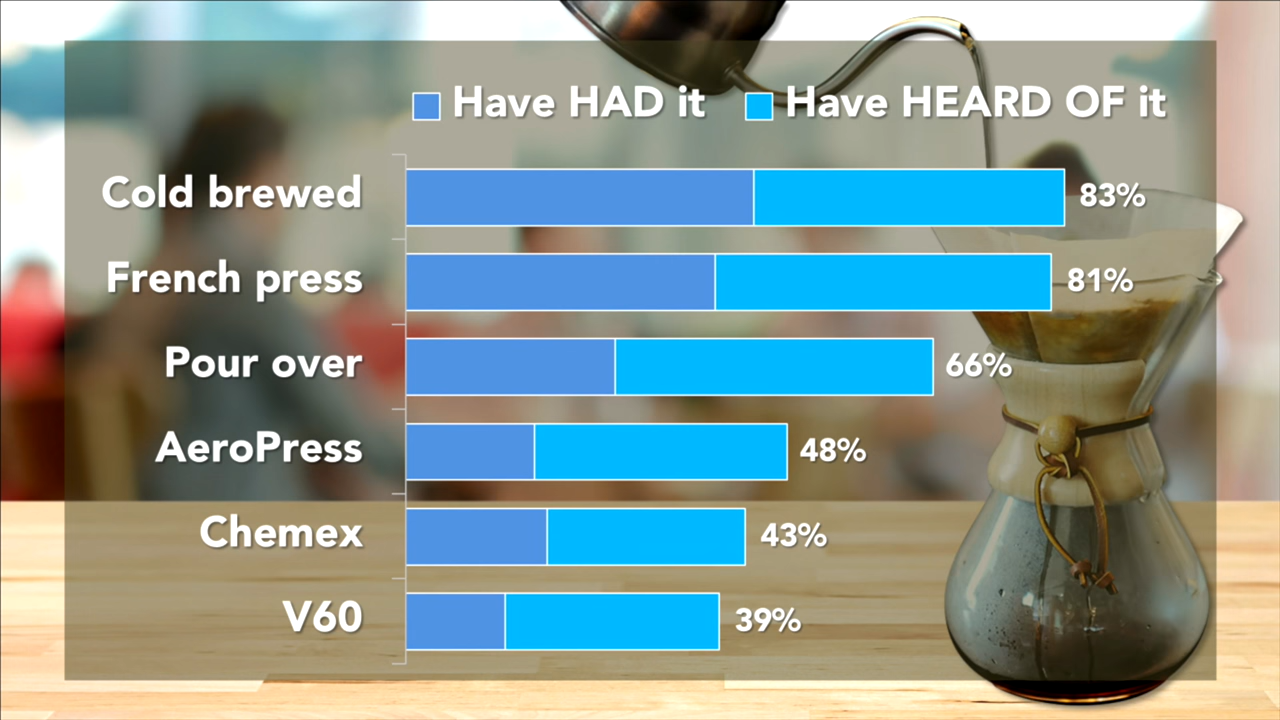 Have HAD it Have HEARD OF it
Cold brewed 83%
French press 81%
Pour over 66%
AeroPress 48%
Chemex 43%
V60 39%